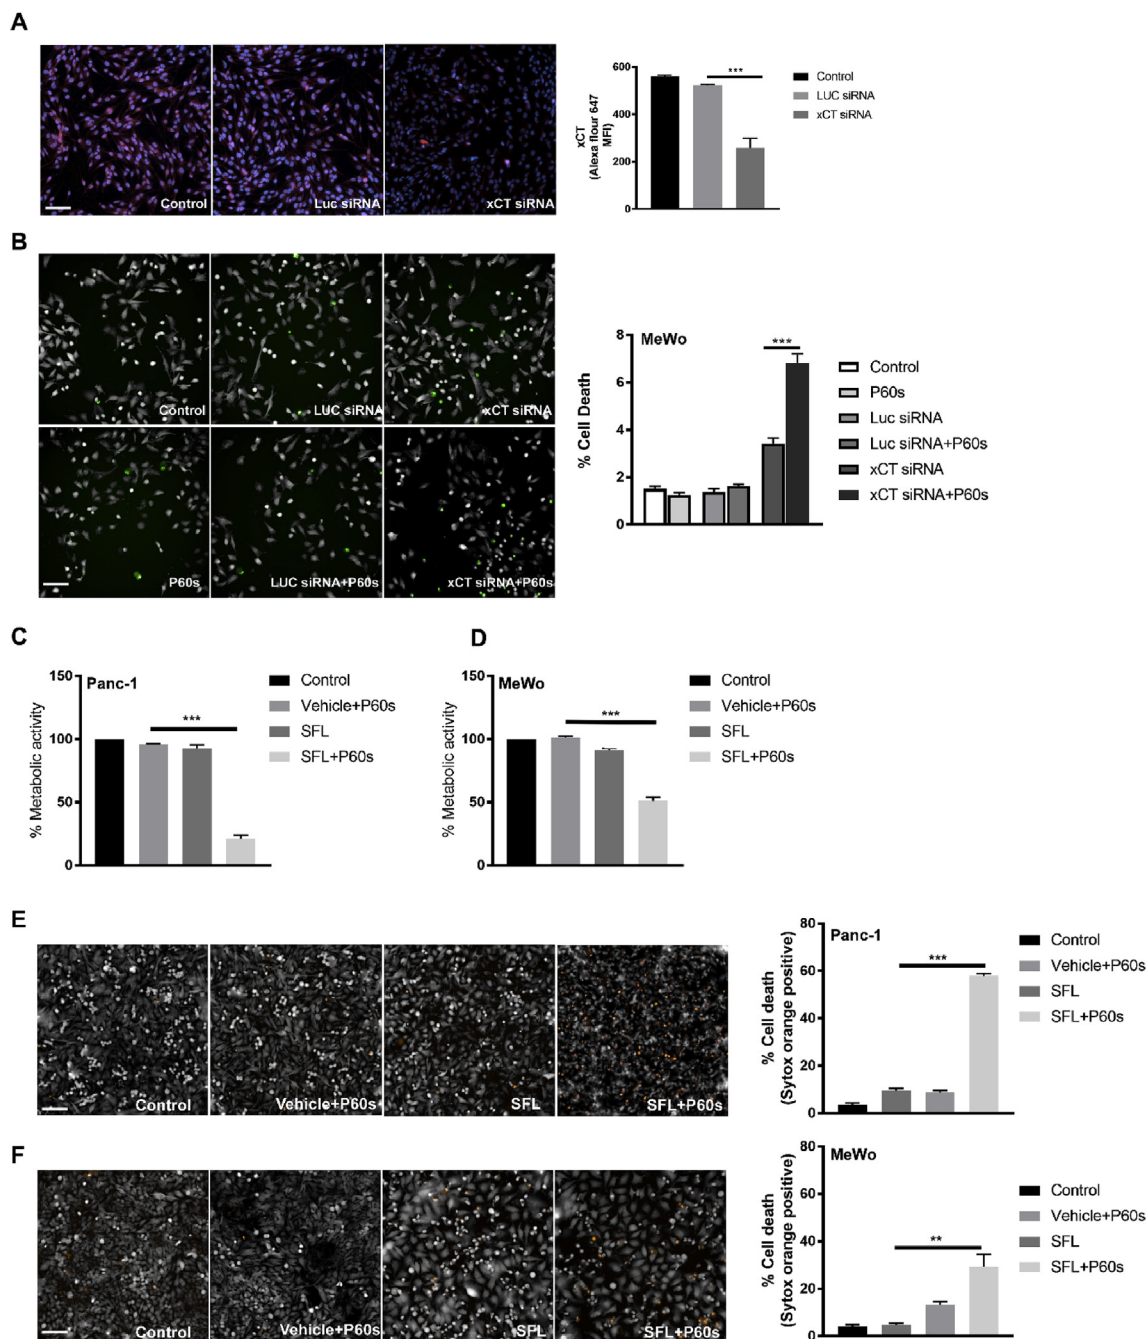 A
Control
Luc siRNA
xCT siRNA
xCT
(Alexa flour 647
MFI)
600
400
200
0
***
Control
LUC siRNA
xCT siRNA
B
Control
LUC siRNA
xCT siRNA
P60s
LUC siRNA+P60s
xCT siRNA+P60s
% Cell Death
8
6
4
2
0
MeWo
***
Control
P60s
Luc siRNA
Luc siRNA+P60s
xCT siRNA
xCT siRNA+P60s
C
% Metabolic activity
150
100
50
0
Panc-1
***
Control
Vehicle+P60s
SFL
SFL+P60s
D
% Metabolic activity
150
100
50
0
MeWo
***
Control
Vehicle+P60s
SFL
SFL+P60s
E
Control
Vehicle+P60s
SFL
SFL+P60s
% Cell death
(Sytox orange positive)
80
60
40
20
0
Panc-1
***
Control
Vehicle+P60s
SFL
SFL+P60s
F
Control
Vehicle+P60s
SFL
SFL+P60s
% Cell death
(Sytox orange positive)
80
60
40
20
0
MeWo
**
Control
Vehicle+P60s
SFL
SFL+P60s